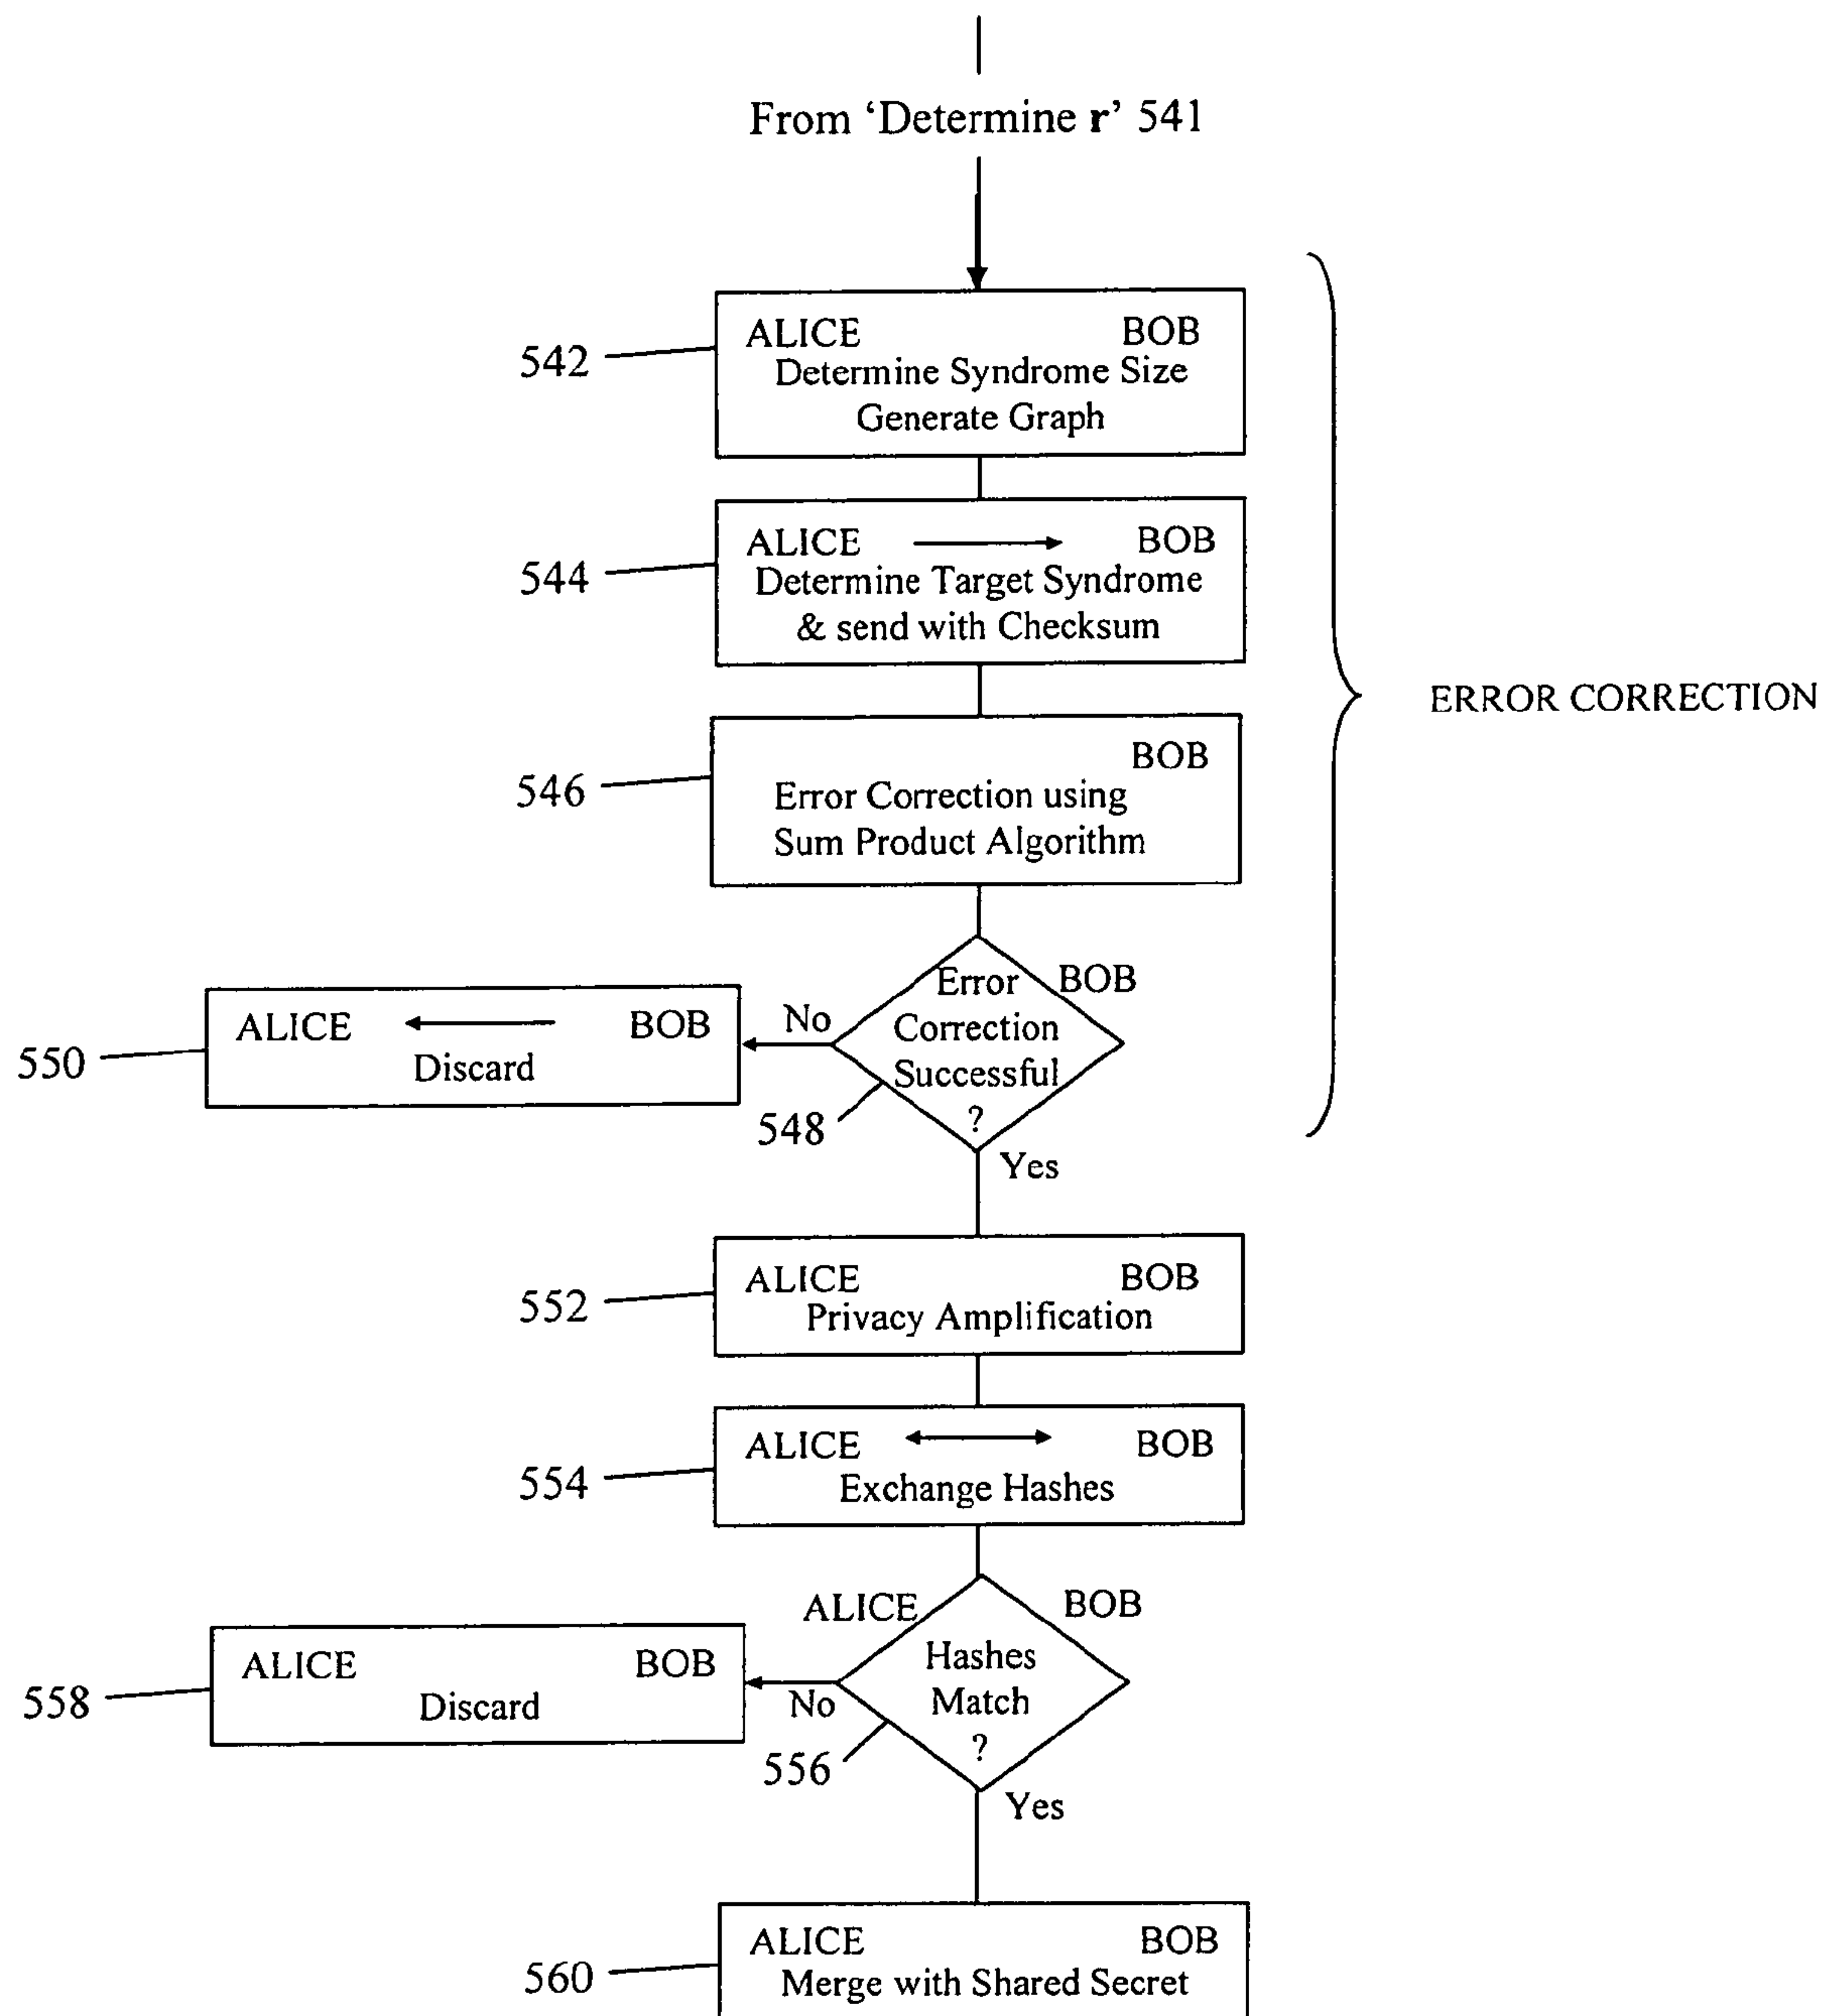 From ‘Determine r’ 541
ALICE BOB
542
Determine Syndrome Size
Generate Graph
ALICE BOB
544
Determine Target Syndrome
& send with Checksum
ERROR CORRECTION
BOB
546
Error Correction using
Sum Product Algorithm
Error BOB
Correction
Successful
?
No
548
Yes
ALICE BOB
550
Discard
ALICE BOB
552
Privacy Amplification
ALICE BOB
554
Exchange Hashes
ALICE BOB
Hashes
Match
?
No
556
Yes
ALICE BOB
558
Discard
ALICE BOB
560
Merge with Shared Secret